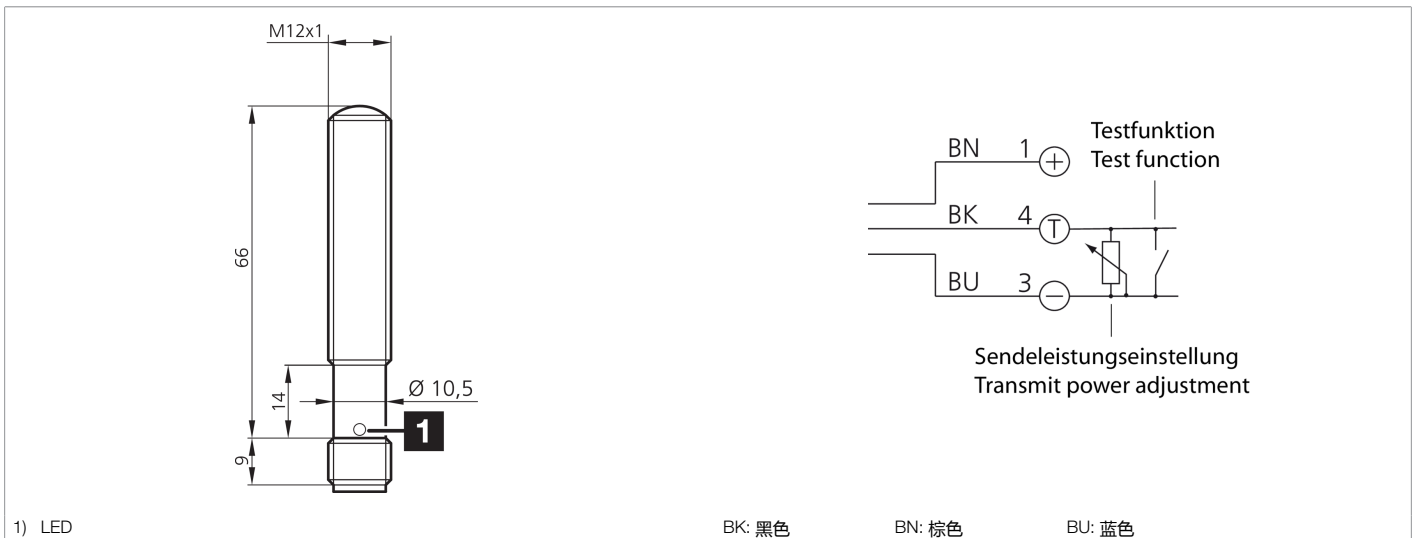 M12x1
66
14
Ø 10,5
1
9
Testfunktion
Test function
BN 1 +
BK 4 T
BU 3 −
Sendeleistungseinstellung
Transmit power adjustment
1) LED
BK: 黑色 BN: 棕色 BU: 蓝色